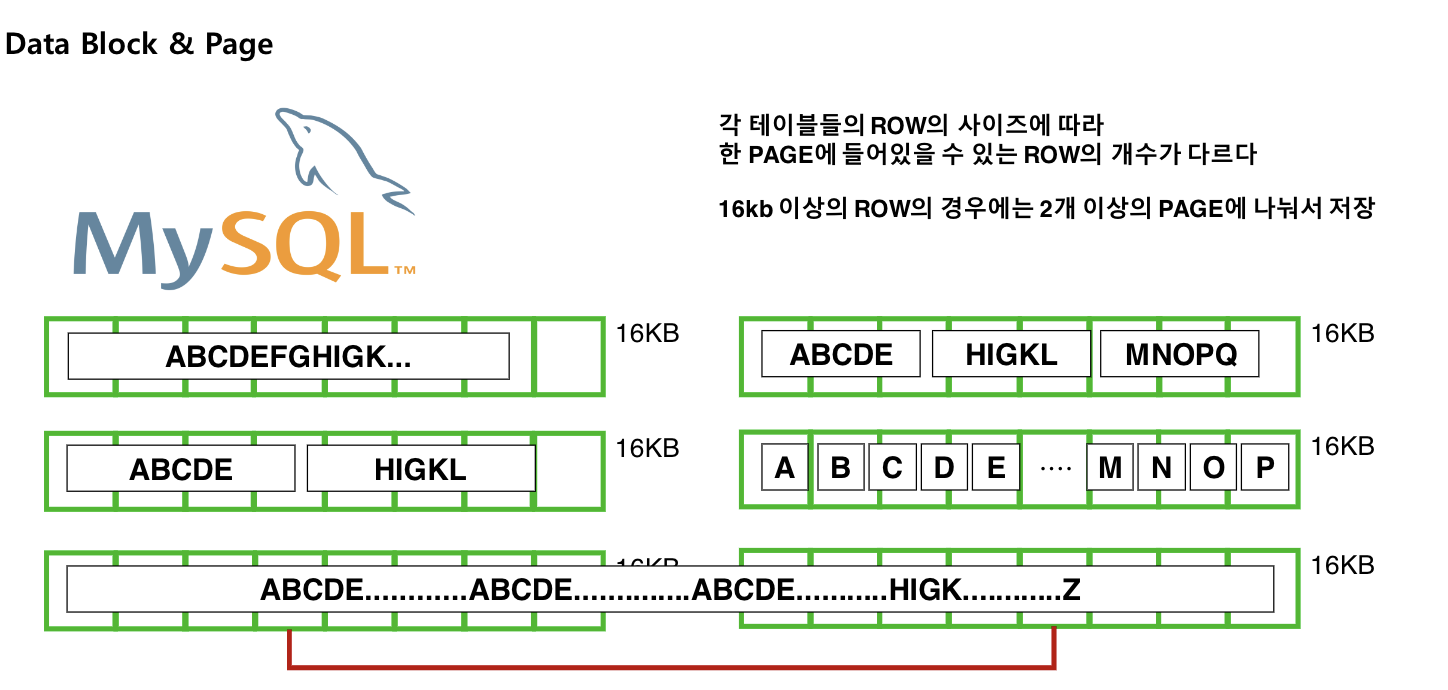 Data Block & Page
각 테이블들의 ROW의 사이즈에 따라
한 PAGE에 들어있을 수 있는 ROW의 개수가 다르다
16kb 이상의 ROW의 경우에는 2개 이상의 PAGE에 나눠서 저장
MySQL™
ABCDEFGHIGK... 16KB
ABCDE HIGKL MNOPQ 16KB
ABCDE HIGKL 16KB
A B C D E .... M N O P 16KB
16KB
ABCDE............ABCDE..............ABCDE...........HIGK............Z 16KB